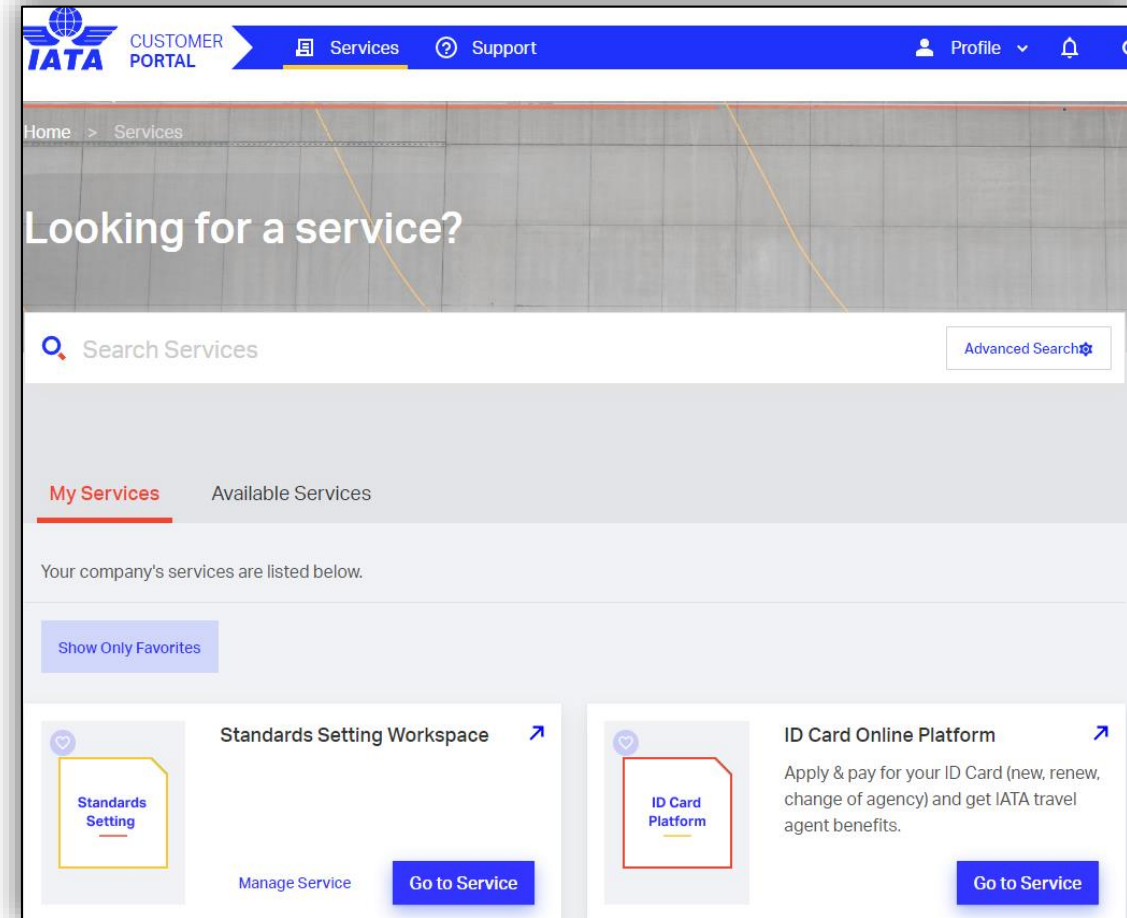 IATA
CUSTOMER
PORTAL
Services
Support
Profile
Home > Services
Looking for a service?
Search Services
Advanced Search
My Services
Available Services
Your company's services are listed below.
Show Only Favorites
Standards
Setting
Standards Setting Workspace
Manage Service
Go to Service
ID Card
Platform
ID Card Online Platform
Apply & pay for your ID Card (new, renew,
change of agency) and get IATA travel
agent benefits.
Go to Service